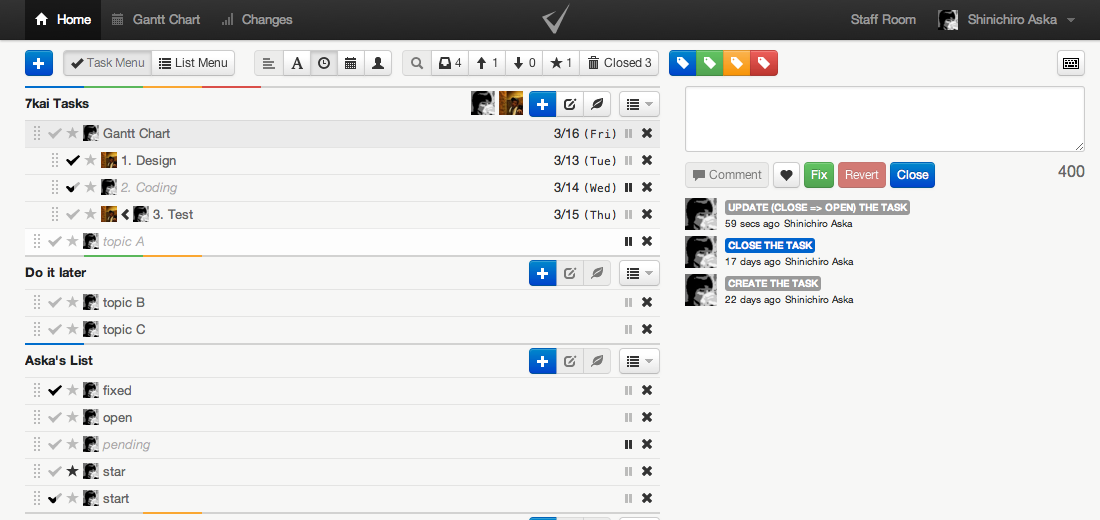 Home Gantt Chart Changes Staff Room Shinichiro Aska
Task Menu List Menu A 4 1 0 1 Closed 3
7kai Tasks
Gantt Chart 3/16 (Fri)
1. Design 3/13 (Tue)
2. Coding 3/14 (Wed)
3. Test 3/15 (Thu)
topic A
Do it later
topic B
topic C
Aska's List
fixed
open
pending
star
start
Comment Fix Revert Close 400
UPDATE (CLOSE => OPEN) THE TASK
59 secs ago Shinichiro Aska
CLOSE THE TASK
17 days ago Shinichiro Aska
CREATE THE TASK
22 days ago Shinichiro Aska